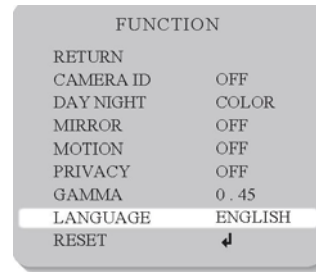 FUNCTION
RETURN
CAMERA ID OFF
DAY NIGHT COLOR
MIRROR OFF
MOTION OFF
PRIVACY OFF
GAMMA 0 . 45
LANGUAGE ENGLISH
RESET ↲